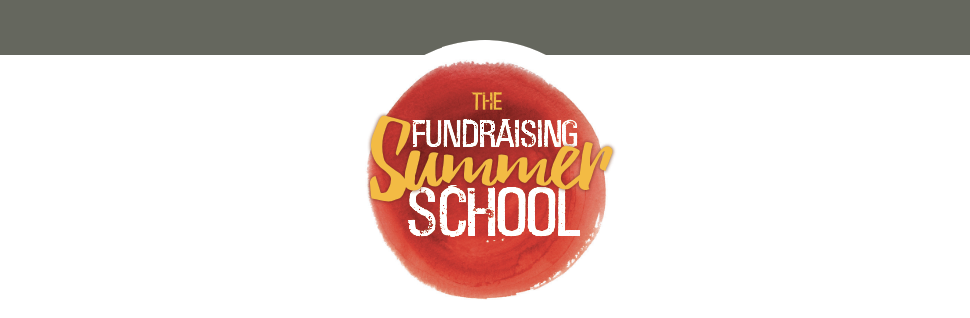 THE
FUNDRAISING
Summer
SCHOOL